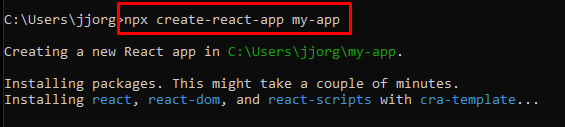 C:\Users\jjorg>npx create-react-app my-app
Creating a new React app in C:\Users\jjorg\my-app.
Installing packages. This might take a couple of minutes.
Installing react, react-dom, and react-scripts with cra-template...